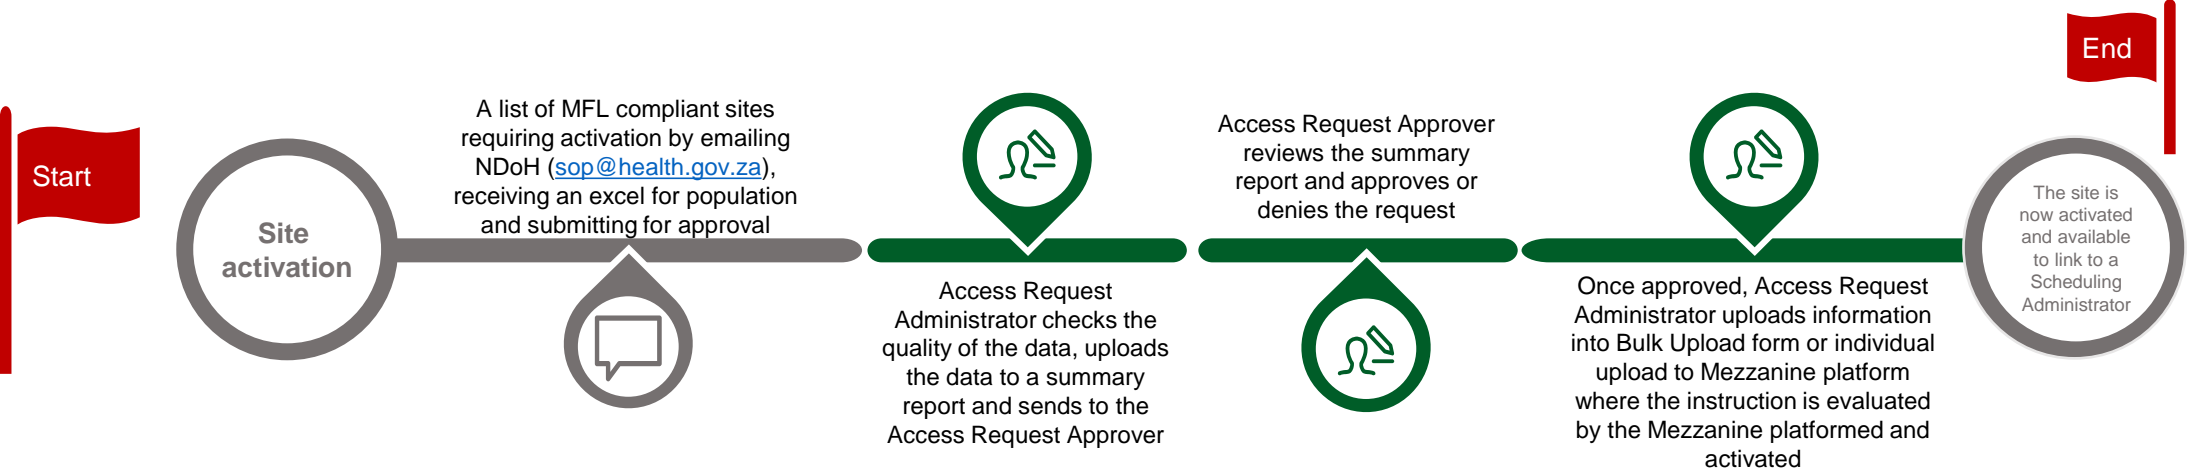 Start
Site
activation
A list of MFL compliant sites
requiring activation by emailing
NDoH (sop@health.gov.za),
receiving an excel for population
and submitting for approval
Access Request
Administrator checks the
quality of the data, uploads
the data to a summary
report and sends to the
Access Request Approver
Access Request Approver
reviews the summary
report and approves or
denies the request
Once approved, Access Request
Administrator uploads information
into Bulk Upload form or individual
upload to Mezzanine platform
where the instruction is evaluated
by the Mezzanine platformed and
activated
The site is
now activated
and available
to link to a
Scheduling
Administrator
End